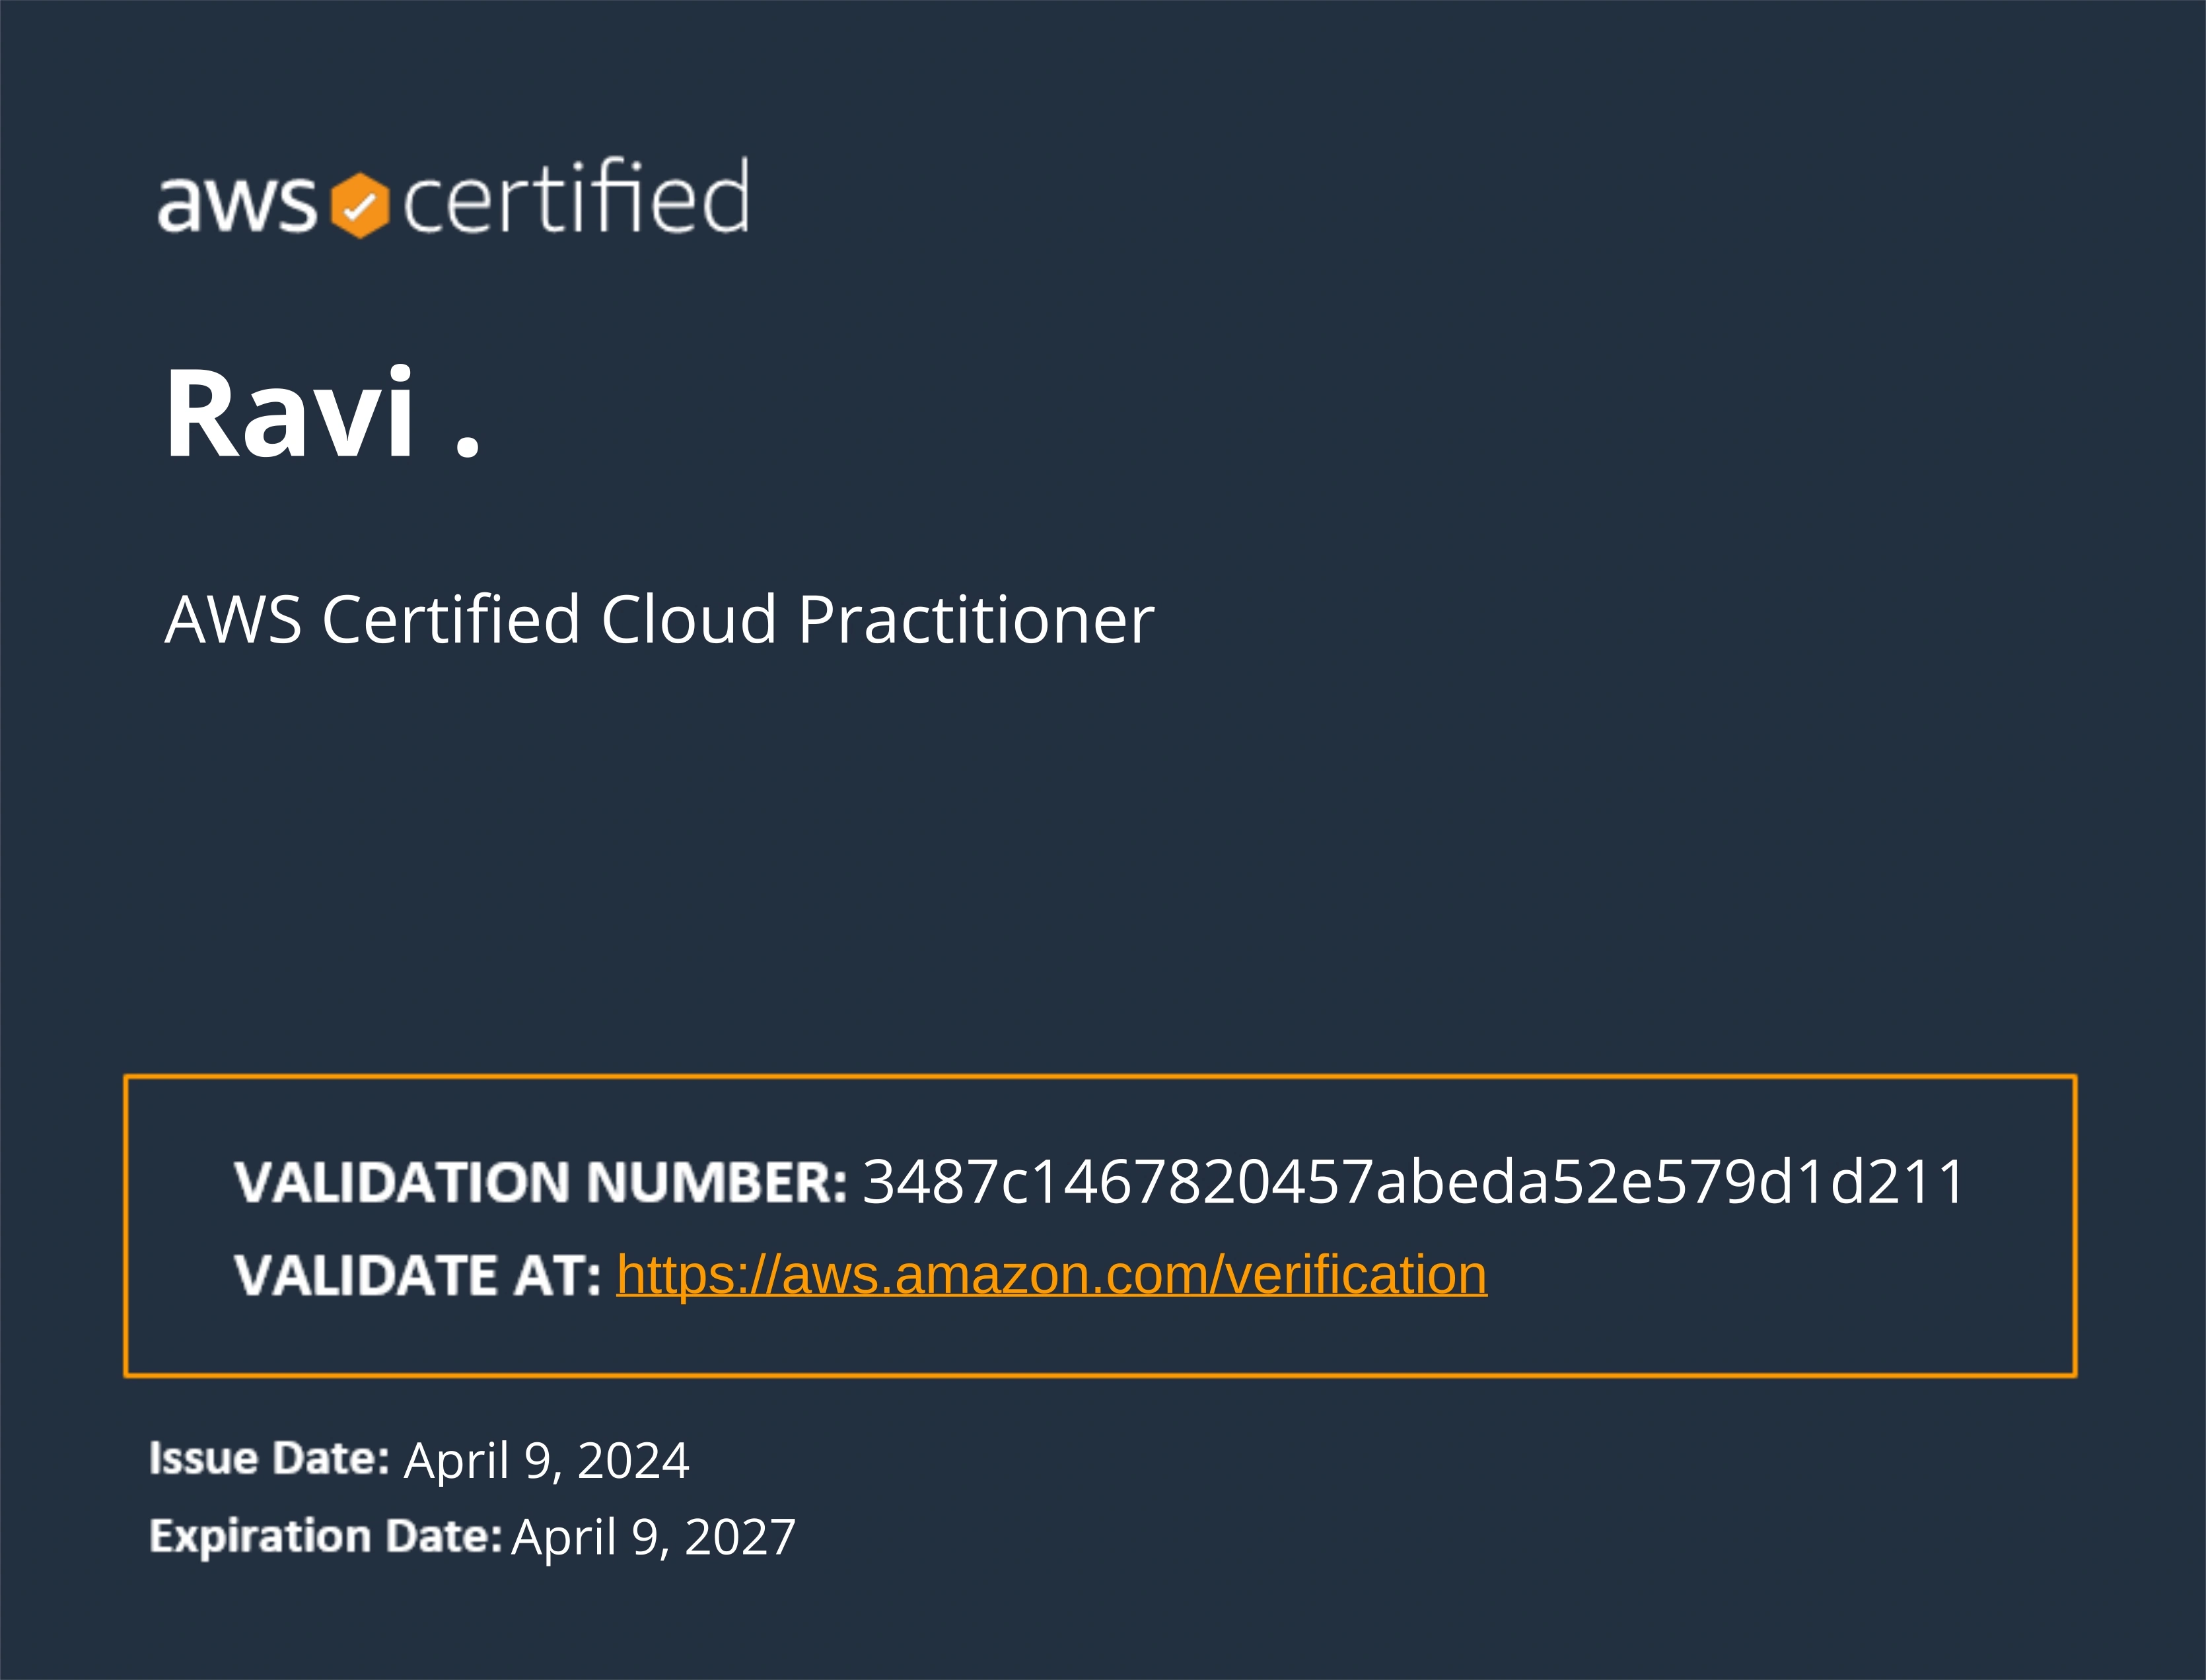 aws certified
Ravi .
AWS Certified Cloud Practitioner
VALIDATION NUMBER: 3487c1467820457abeda52e579d1d211
VALIDATE AT: https://aws.amazon.com/verification
Issue Date: April 9, 2024
Expiration Date: April 9, 2027